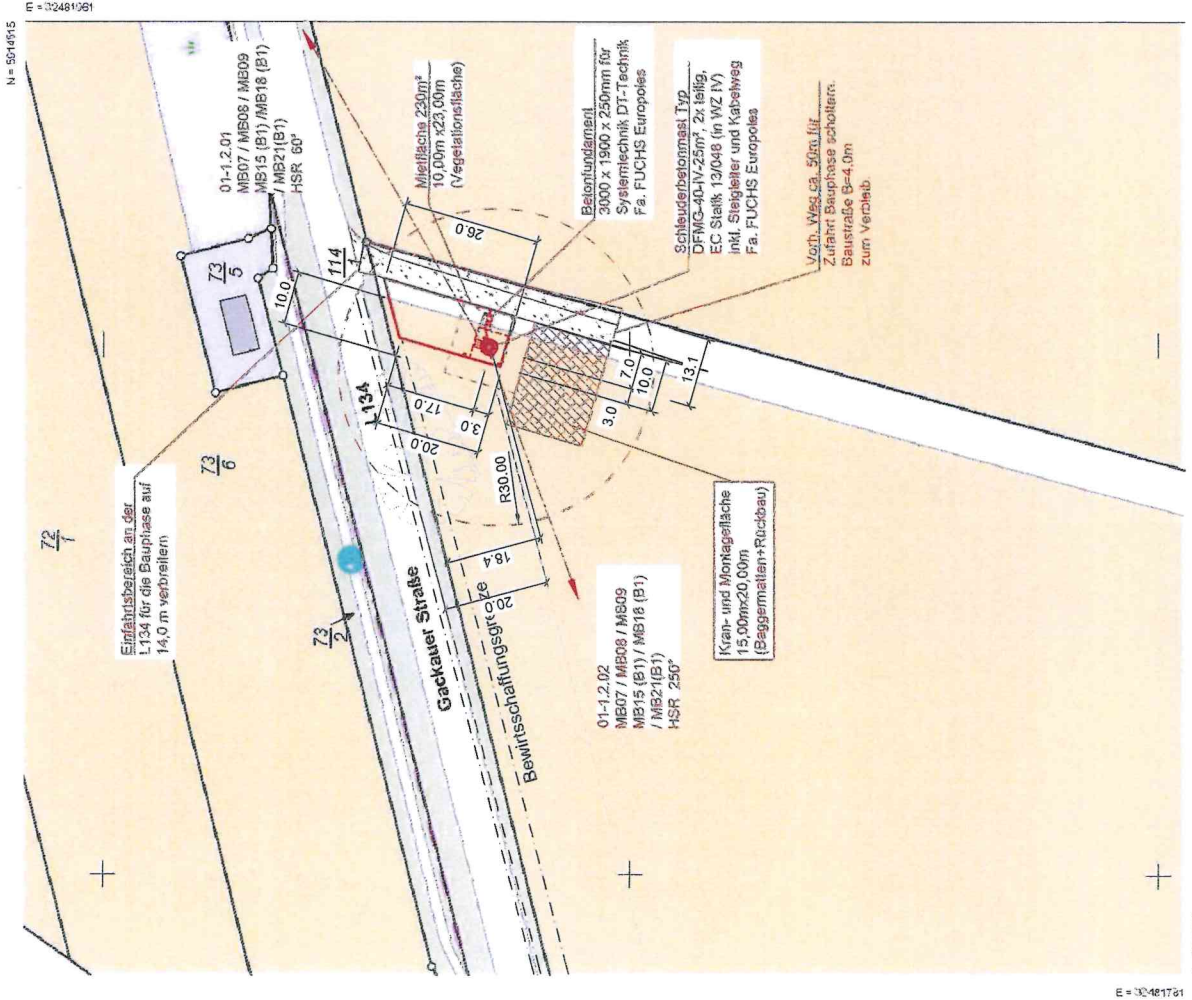 01-1.2.01
MB07 / MB08 / MB09
MB15 (B1) /MB18 (B1)
/ MB21(B1)
HSR 60°
Mietfläche 230m²
10,00m x23,00m
(Vegetationsfläche)
Betonfundament
3000 x 1900 x 250mm für
Systemtechnik DT-Technik
Fa. FUCHS Europoles
Schleuderbetonmast Typ
DFMG-40-IV-25m², 2x teilig,
EC Statik 13/048 (in WZ IV)
inkl. Steigleiter und Kabelweg
Fa. FUCHS Europoles
Vorh. Weg ca. 50m für
Zufahrt Bauphase schottern.
Baustraße B=4,0m
zum Verbleib.
73
5
114
1
10.0
26.0
L134
17.0
3.0
20.0
7.0
10.0
13.1
3.0
R30.00
18.4
20.0
73
6
72
1
73
2
Einfahrtsbereich an der
L134 für die Bauphase auf
14,0 m verbreitern
Gackauer Straße
Bewirtsschaffungsgrenze
Kran- und Montagefläche
15,00mx20,00m
(Baggermatten+Rückbau)
01-1.2.02
MB07 / MB08 / MB09
MB15 (B1) / MB18 (B1)
/ MB21(B1)
HSR 250°